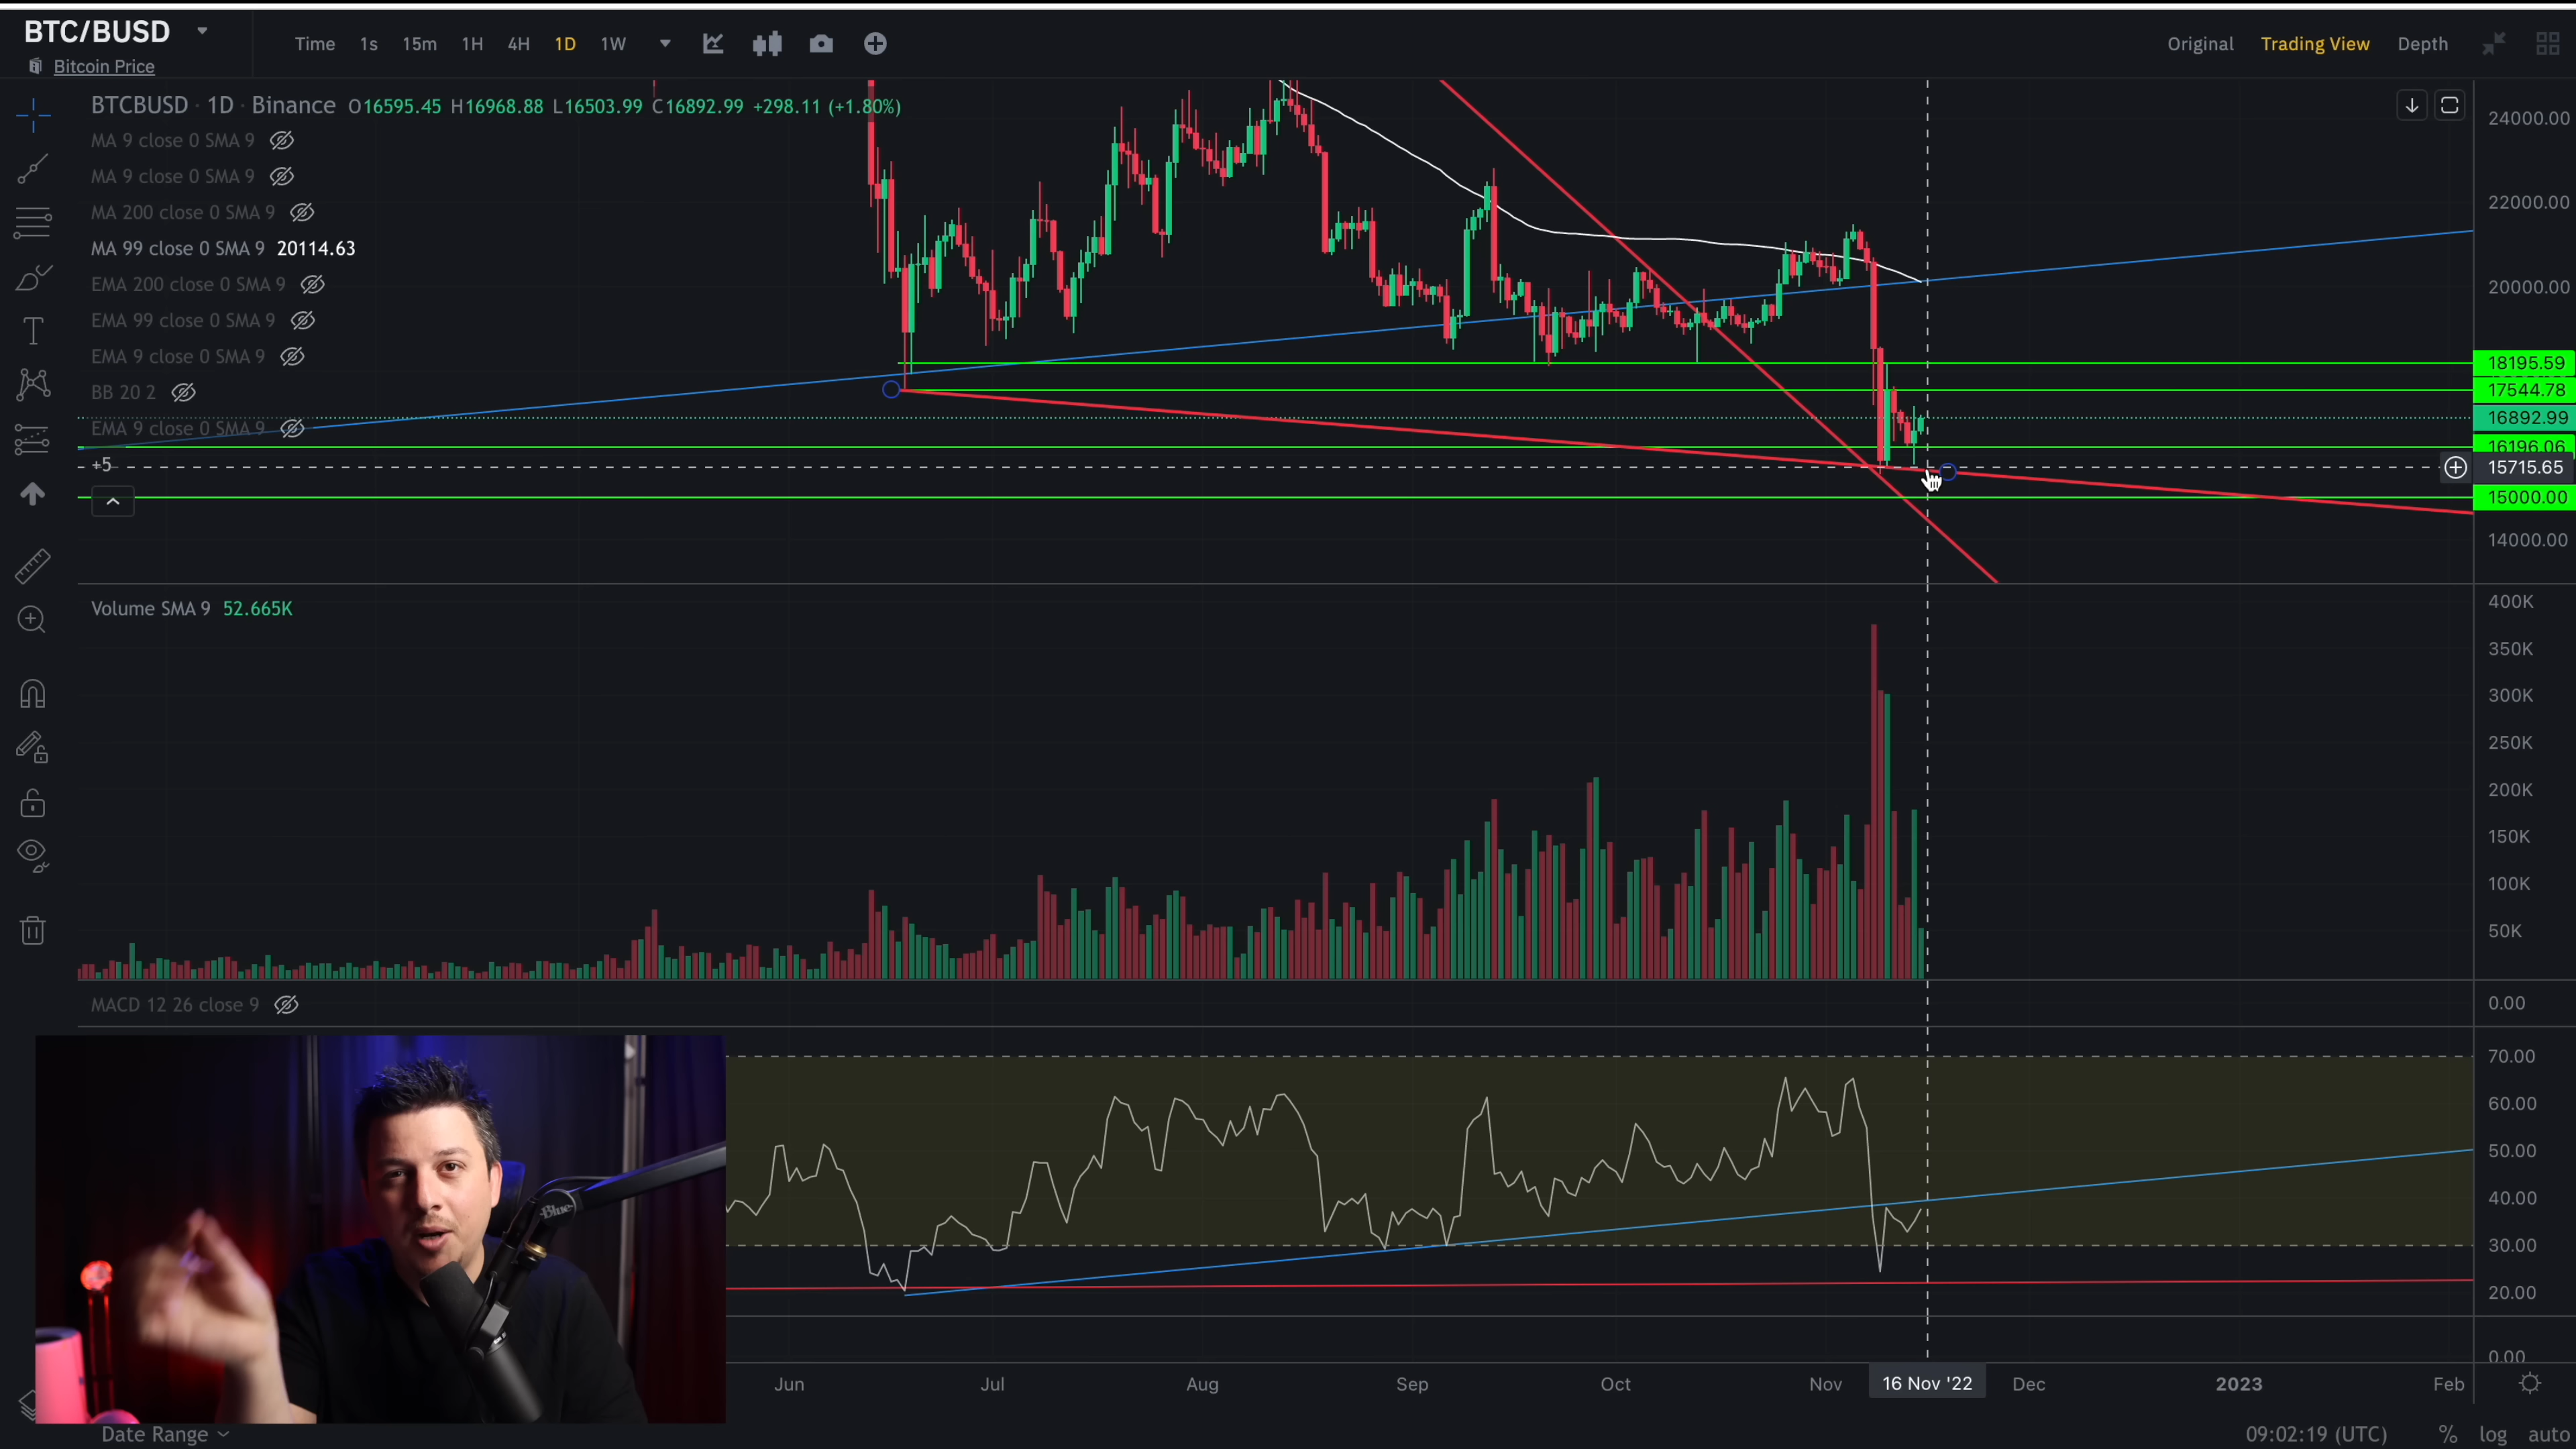 BTC/BUSD
Bitcoin Price
Time 1s 15m 1H 4H 1D 1W
Original Trading View Depth
BTCBUSD · 1D · Binance O16595.45 H16968.88 L16503.99 C16892.99 +298.11 (+1.80%)
MA 9 close 0 SMA 9
MA 9 close 0 SMA 9
MA 200 close 0 SMA 9
MA 99 close 0 SMA 9 20114.63
EMA 200 close 0 SMA 9
EMA 99 close 0 SMA 9
EMA 9 close 0 SMA 9
BB 20 2
EMA 9 close 0 SMA 9
+5
24000.00
22000.00
20000.00
18195.59
17544.78
16892.99
16196.06
15715.65
15000.00
14000.00
Volume SMA 9 52.665K
400K
350K
300K
250K
200K
150K
100K
50K
MACD 12 26 close 9
0.00
70.00
60.00
50.00
40.00
30.00
20.00
0.00
Blue
Jun Jul Aug Sep Oct Nov 16 Nov '22 Dec 2023 Feb
Date Range
09:02:19 (UTC) % log auto